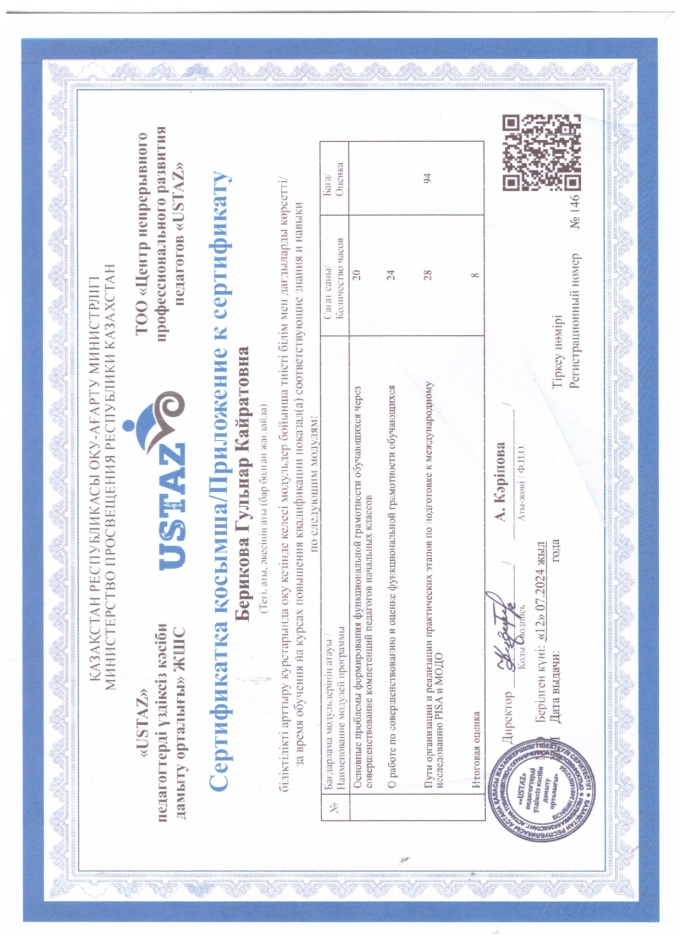 ҚАЗАҚСТАН РЕСПУБЛИКАСЫ ОҚУ-АҒАРТУ МИНИСТРЛІГІ
МИНИСТЕРСТВО ПРОСВЕЩЕНИЯ РЕСПУБЛИКИ КАЗАХСТАН
«USTAZ»
педагогтерді үздіксіз кәсіби
дамыту орталығы» ЖШС
USTAZ
ТОО «Центр непрерывного
профессионального развития
педагогов «USTAZ»
Сертификатқа қосымша/Приложение к сертификату
Берикова Гульнар Кайратовна
(Тегі, аты, әкесінің аты (бар болған жағдайда)
біліктілікті арттыру курстарында оқу кезінде келесі модульдер бойынша тиісті білім мен дағдыларды көрсетті/
за время обучения на курсах повышения квалификации показал(а) соответствующие знания и навыки
по следующим модулям:
№
Бағдарлама модульдерінің атауы /
Наименование модулей программы
Сағат саны/
Количество часов
Баға/
Оценка
Основные проблемы формирования функциональной грамотности обучающихся через
совершенствование компетенций педагогов начальных классов
20
О работе по совершенствованию и оценке функциональной грамотности обучающихся
24
Пути организации и реализации практических этапов по подготовке к международному
исследованию PISA и МОДО
28
94
Итоговая оценка
8
Директор / А. Кәріпова /
Қолы / подпись
Аты-жөні / Ф.И.О.
Берілген күні: «12» 07.2024 жыл
Дата выдачи: года
Тіркеу нөмірі
Регистрационный номер № 146
«USTAZ»
педагогтерді
үздіксіз кәсіби
дамыту
орталығы»